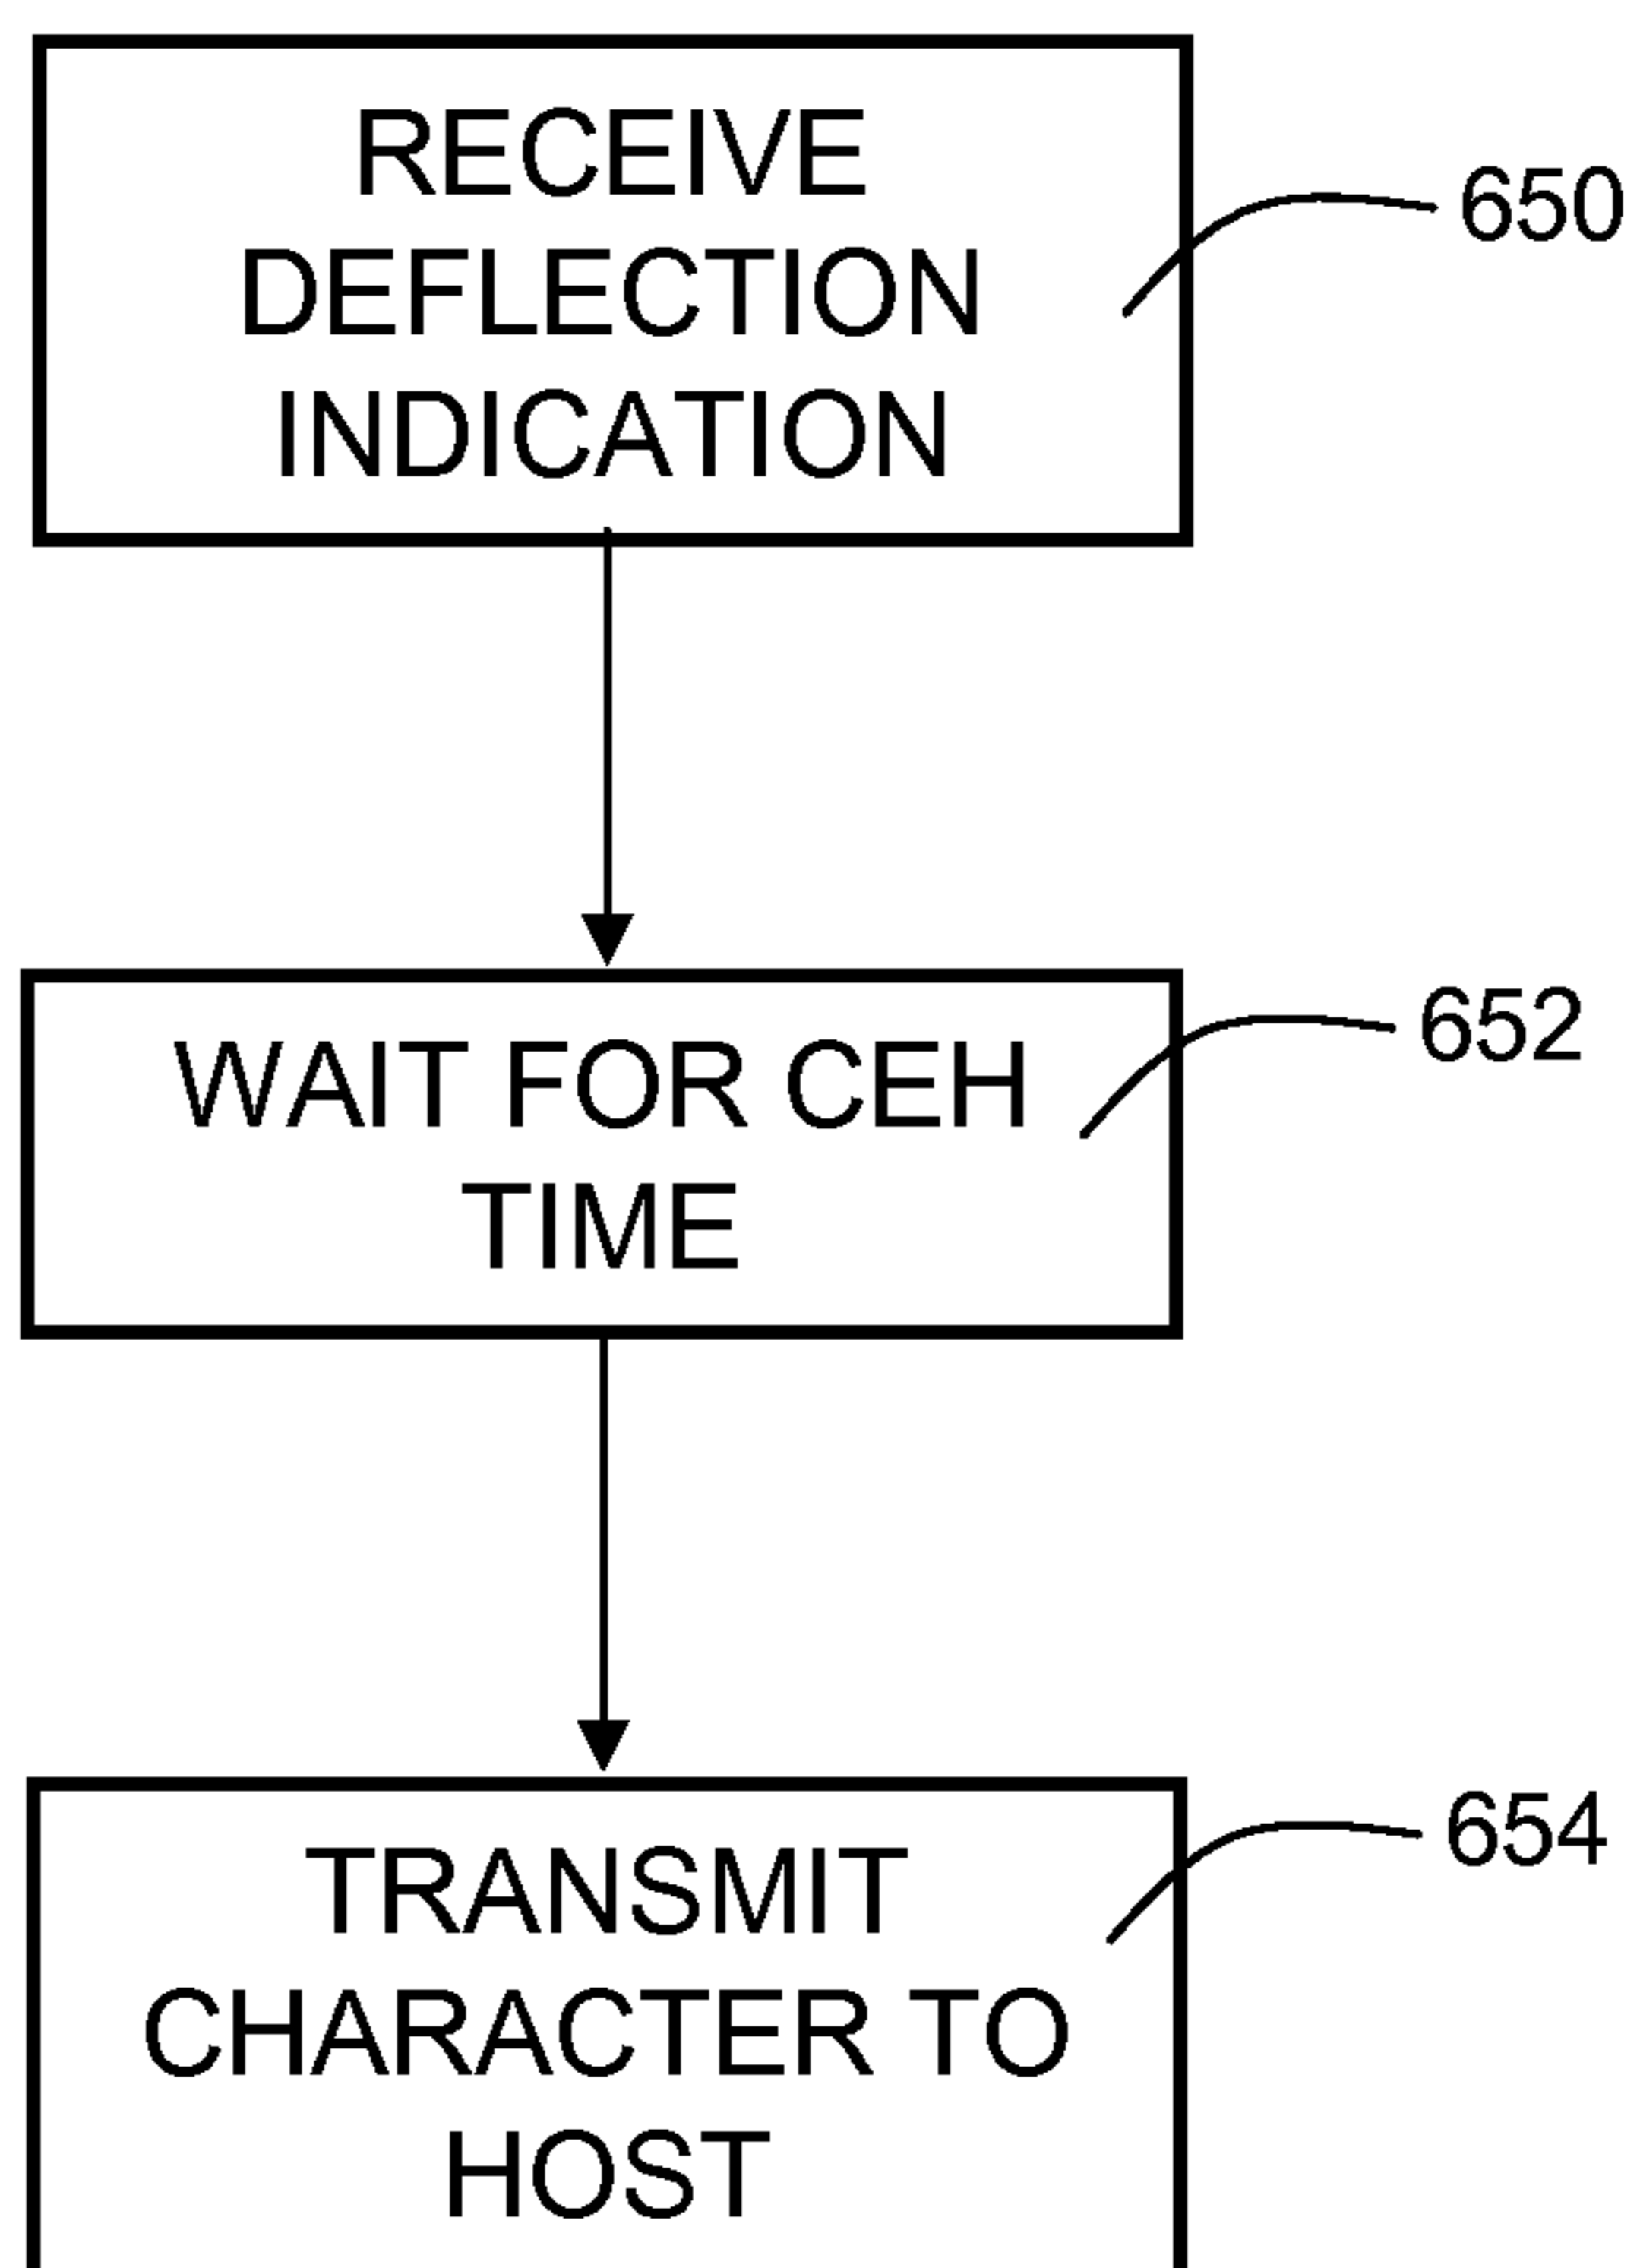 RECEIVE
DEFLECTION
INDICATION
650
WAIT FOR CEH
TIME
652
TRANSMIT
CHARACTER TO
HOST
654